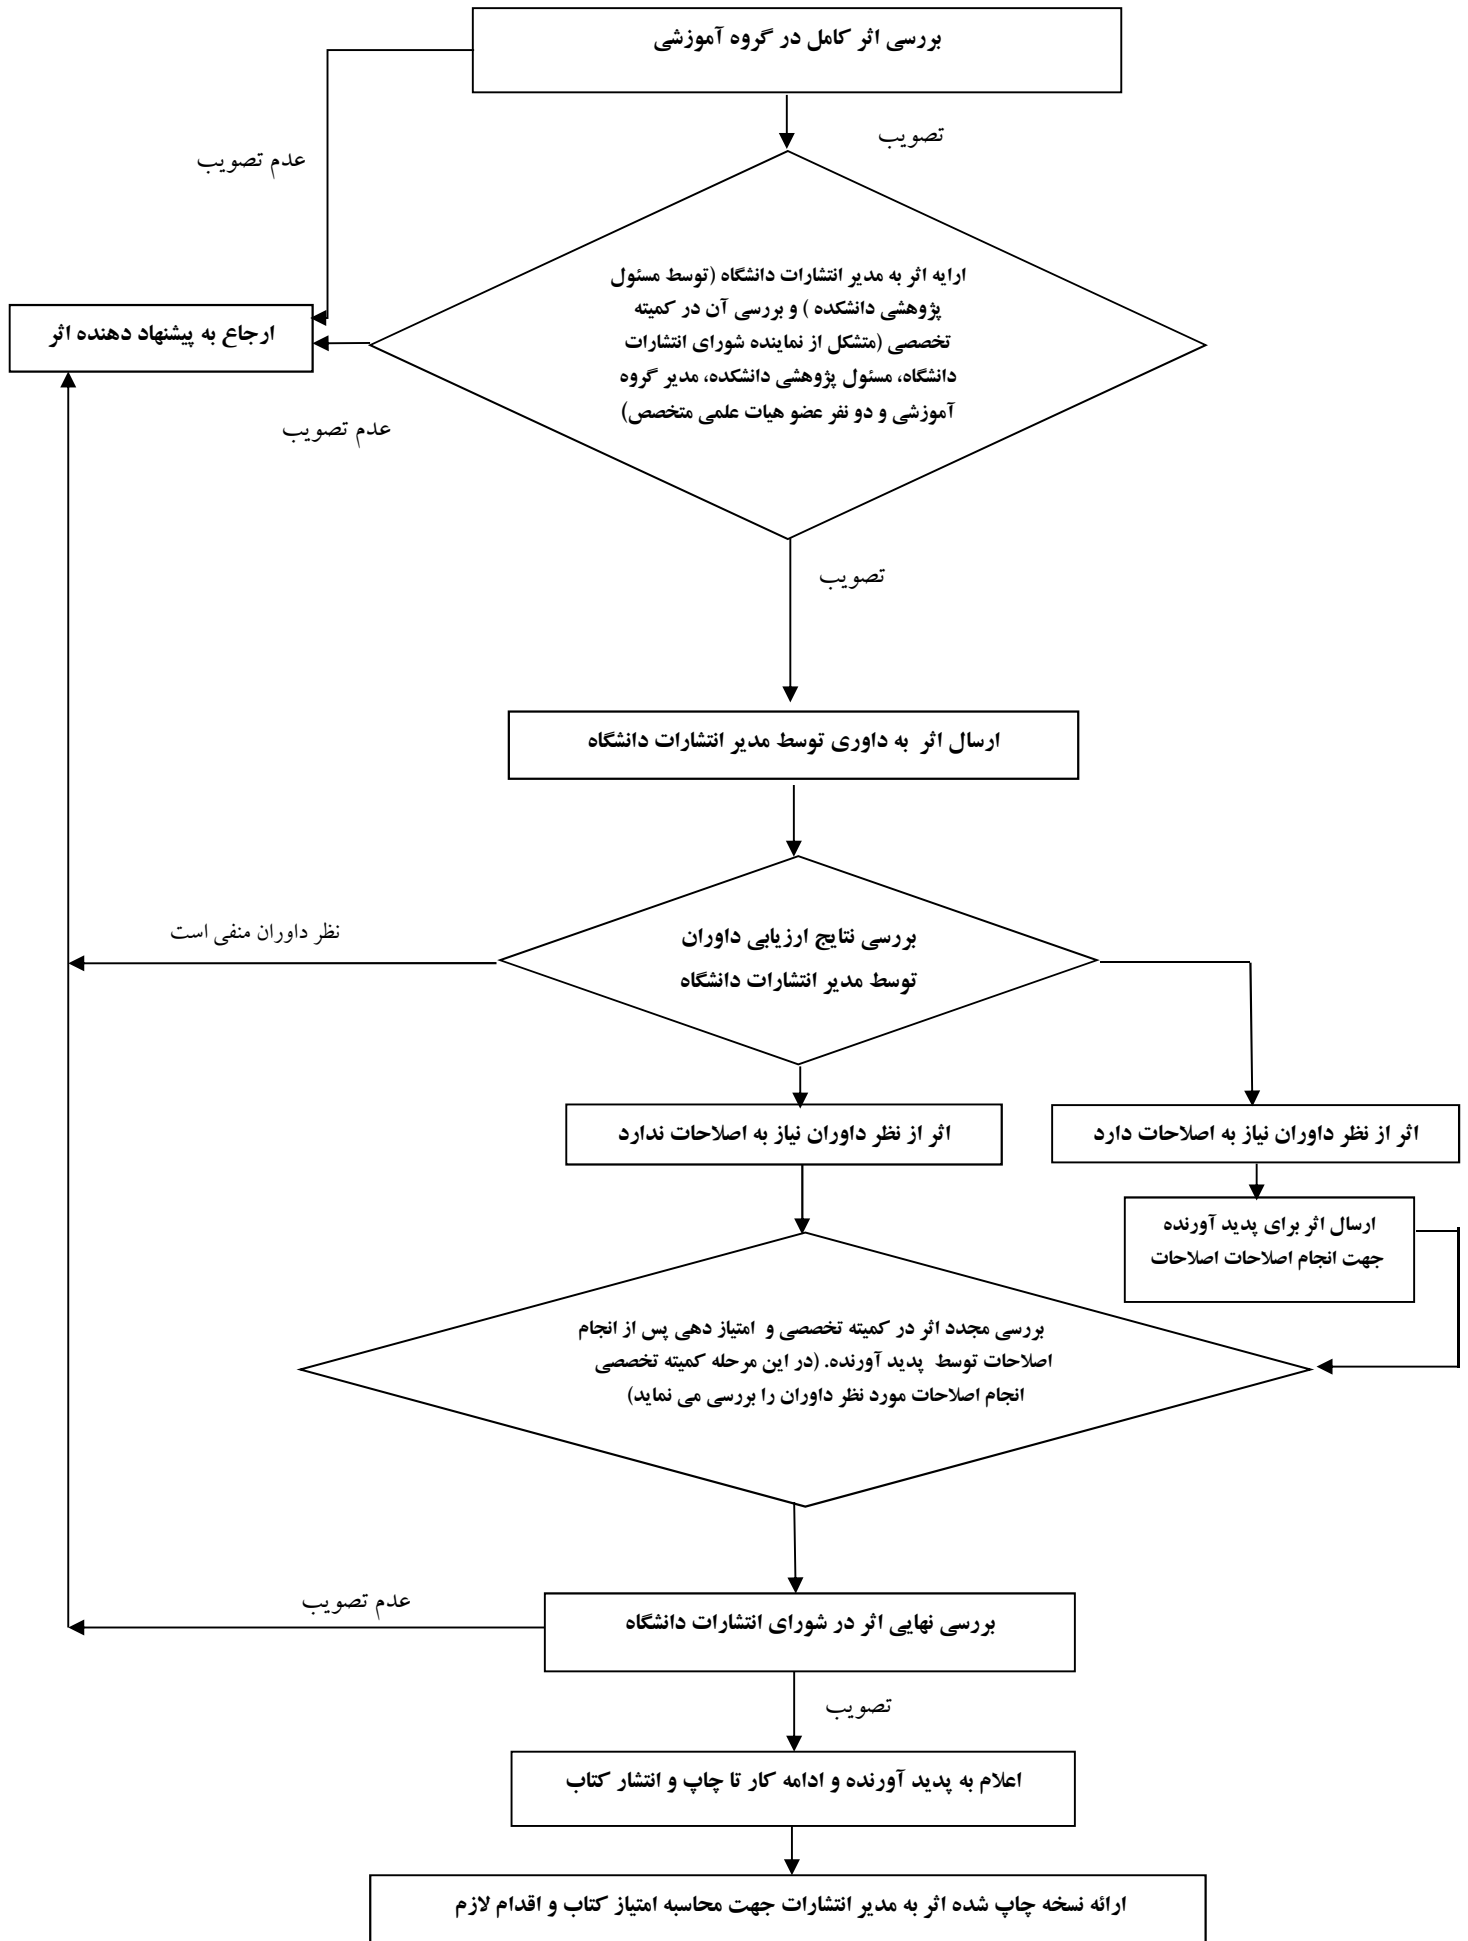 بررسی اثر کامل در گروه آموزشی
تصویب
عدم تصویب
ارایه اثر به مدیر انتشارات دانشگاه (توسط مسئول
پژوهشی دانشکده ) و بررسی آن در کمیته
تخصصی (متشکل از نماینده شورای انتشارات
دانشگاه، مسئول پژوهشی دانشکده، مدیر گروه
آموزشی و دو نفر عضو هیات علمی متخصص)
ارجاع به پیشنهاد دهنده اثر
عدم تصویب
تصویب
ارسال اثر به داوری توسط مدیر انتشارات دانشگاه
نظر داوران منفی است
بررسی نتایج ارزیابی داوران
توسط مدیر انتشارات دانشگاه
اثر از نظر داوران نیاز به اصلاحات دارد
اثر از نظر داوران نیاز به اصلاحات ندارد
ارسال اثر برای پدید آورنده
جهت انجام اصلاحات اصلاحات
بررسی مجدد اثر در کمیته تخصصی و امتیاز دهی پس از انجام
اصلاحات توسط پدید آورنده. (در این مرحله کمیته تخصصی
انجام اصلاحات مورد نظر داوران را بررسی می نماید)
عدم تصویب
بررسی نهایی اثر در شورای انتشارات دانشگاه
تصویب
اعلام به پدید آورنده و ادامه کار تا چاپ و انتشار کتاب
ارائه نسخه چاپ شده اثر به مدیر انتشارات جهت محاسبه امتیاز کتاب و اقدام لازم